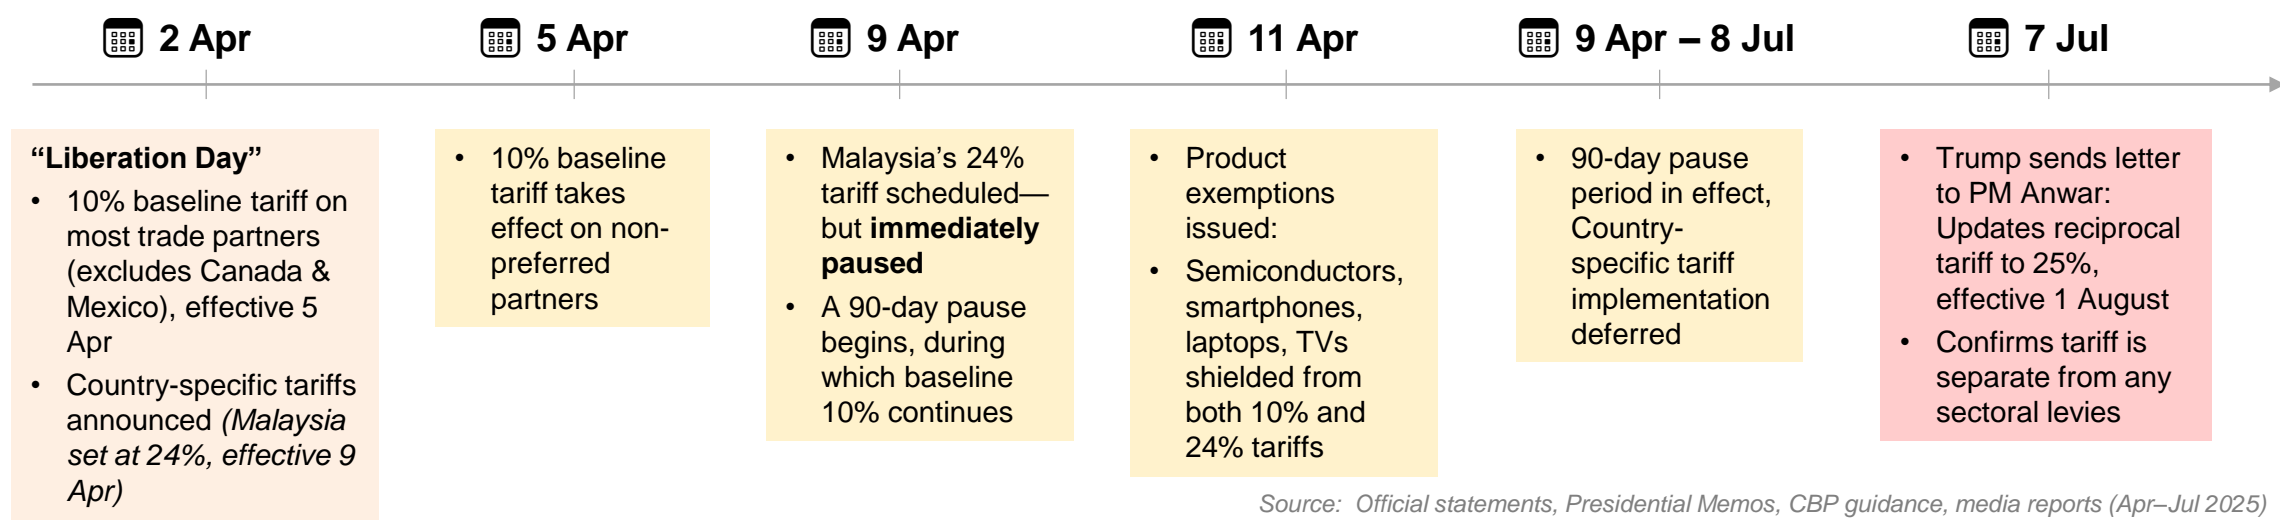 2 Apr
5 Apr
9 Apr
11 Apr
9 Apr – 8 Jul
7 Jul
“Liberation Day”
• 10% baseline tariff on
most trade partners
(excludes Canada &
Mexico), effective 5
Apr
• Country-specific tariffs
announced (Malaysia
set at 24%, effective 9
Apr)
• 10% baseline
tariff takes
effect on non-
preferred
partners
• Malaysia’s 24%
tariff scheduled—
but immediately
paused
• A 90-day pause
begins, during
which baseline
10% continues
• Product
exemptions
issued:
• Semiconductors,
smartphones,
laptops, TVs
shielded from
both 10% and
24% tariffs
• 90-day pause
period in effect,
Country-
specific tariff
implementation
deferred
• Trump sends letter
to PM Anwar:
Updates reciprocal
tariff to 25%,
effective 1 August
• Confirms tariff is
separate from any
sectoral levies
Source: Official statements, Presidential Memos, CBP guidance, media reports (Apr–Jul 2025)